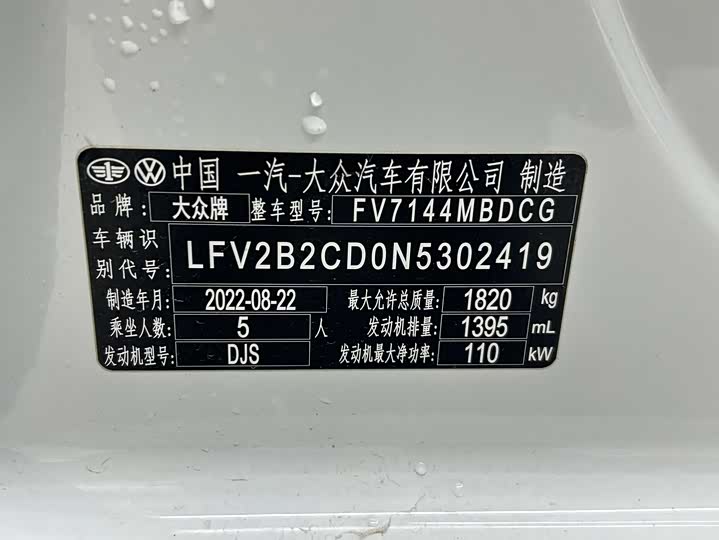 中国 一汽-大众汽车有限公司 制造
品牌: 大众牌 整车型号: FV7144MBDCG
车辆识
别代号: LFV2B2CD0N5302419
制造年月: 2022-08-22 最大允许总质量: 1820 kg
乘坐人数: 5 人 发动机排量: 1395 mL
发动机型号: DJS 发动机最大净功率: 110 kW